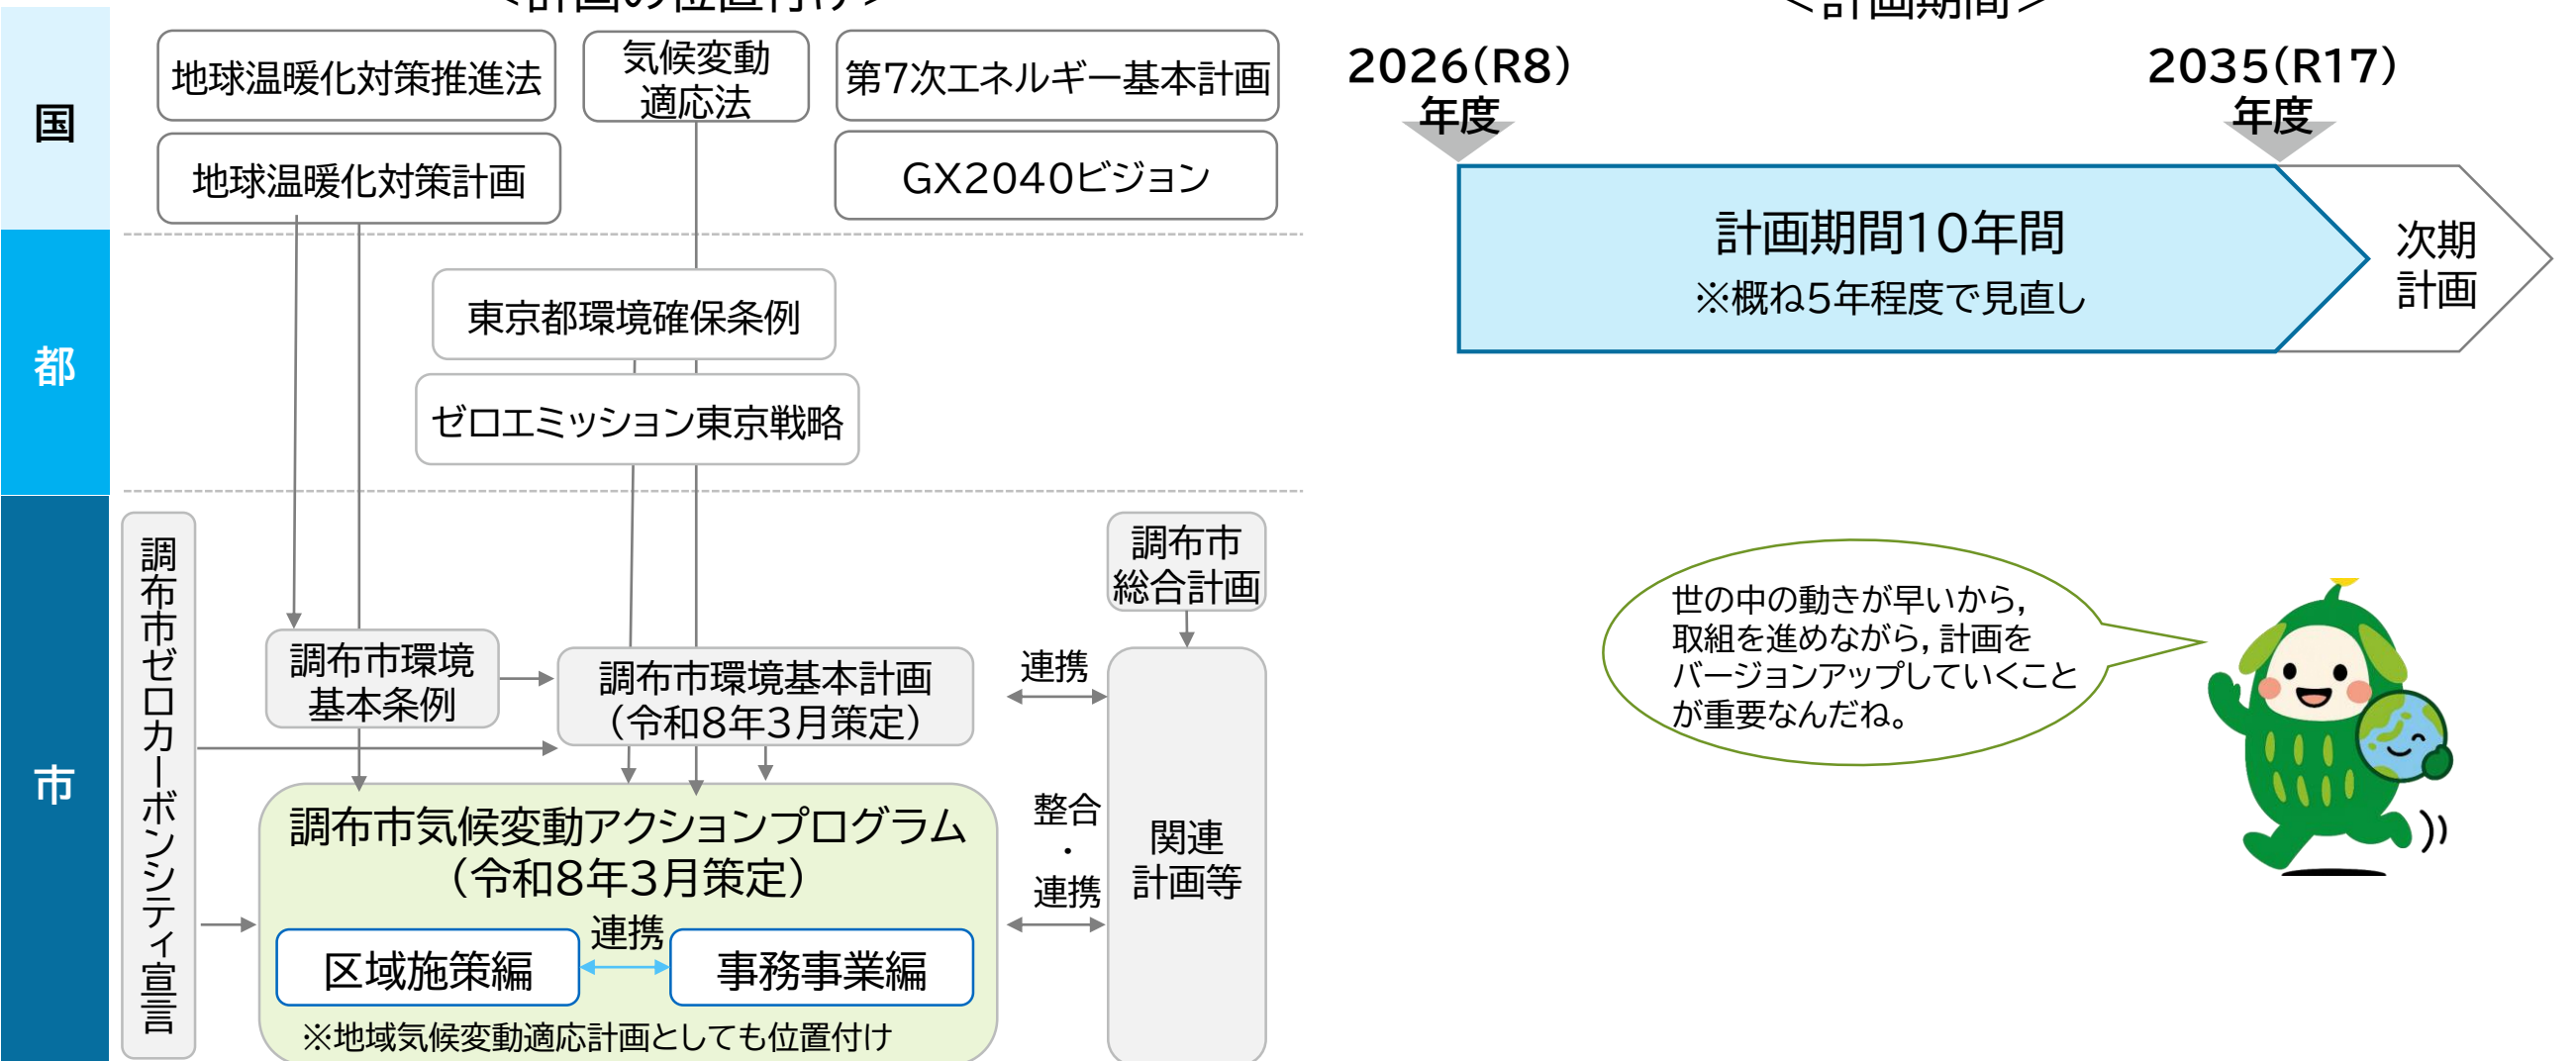 <計画の位置付け>
国
地球温暖化対策推進法
気候変動
適応法
第7次エネルギー基本計画
地球温暖化対策計画
GX2040ビジョン
都
東京都環境確保条例
ゼロエミッション東京戦略
市
調布市ゼロカーボンシティ宣言
調布市
総合計画
調布市環境
基本条例
調布市環境基本計画
（令和8年3月策定）
連携
調布市気候変動アクションプログラム
（令和8年3月策定）
整合
・
連携
関連
計画等
区域施策編
連携
事務事業編
※地域気候変動適応計画としても位置付け
<計画期間>
2026(R8)
年度
2035(R17)
年度
計画期間10年間
※概ね5年程度で見直し
次期
計画
世の中の動きが早いから，
取組を進めながら，計画を
バージョンアップしていくこと
が重要なんだね。